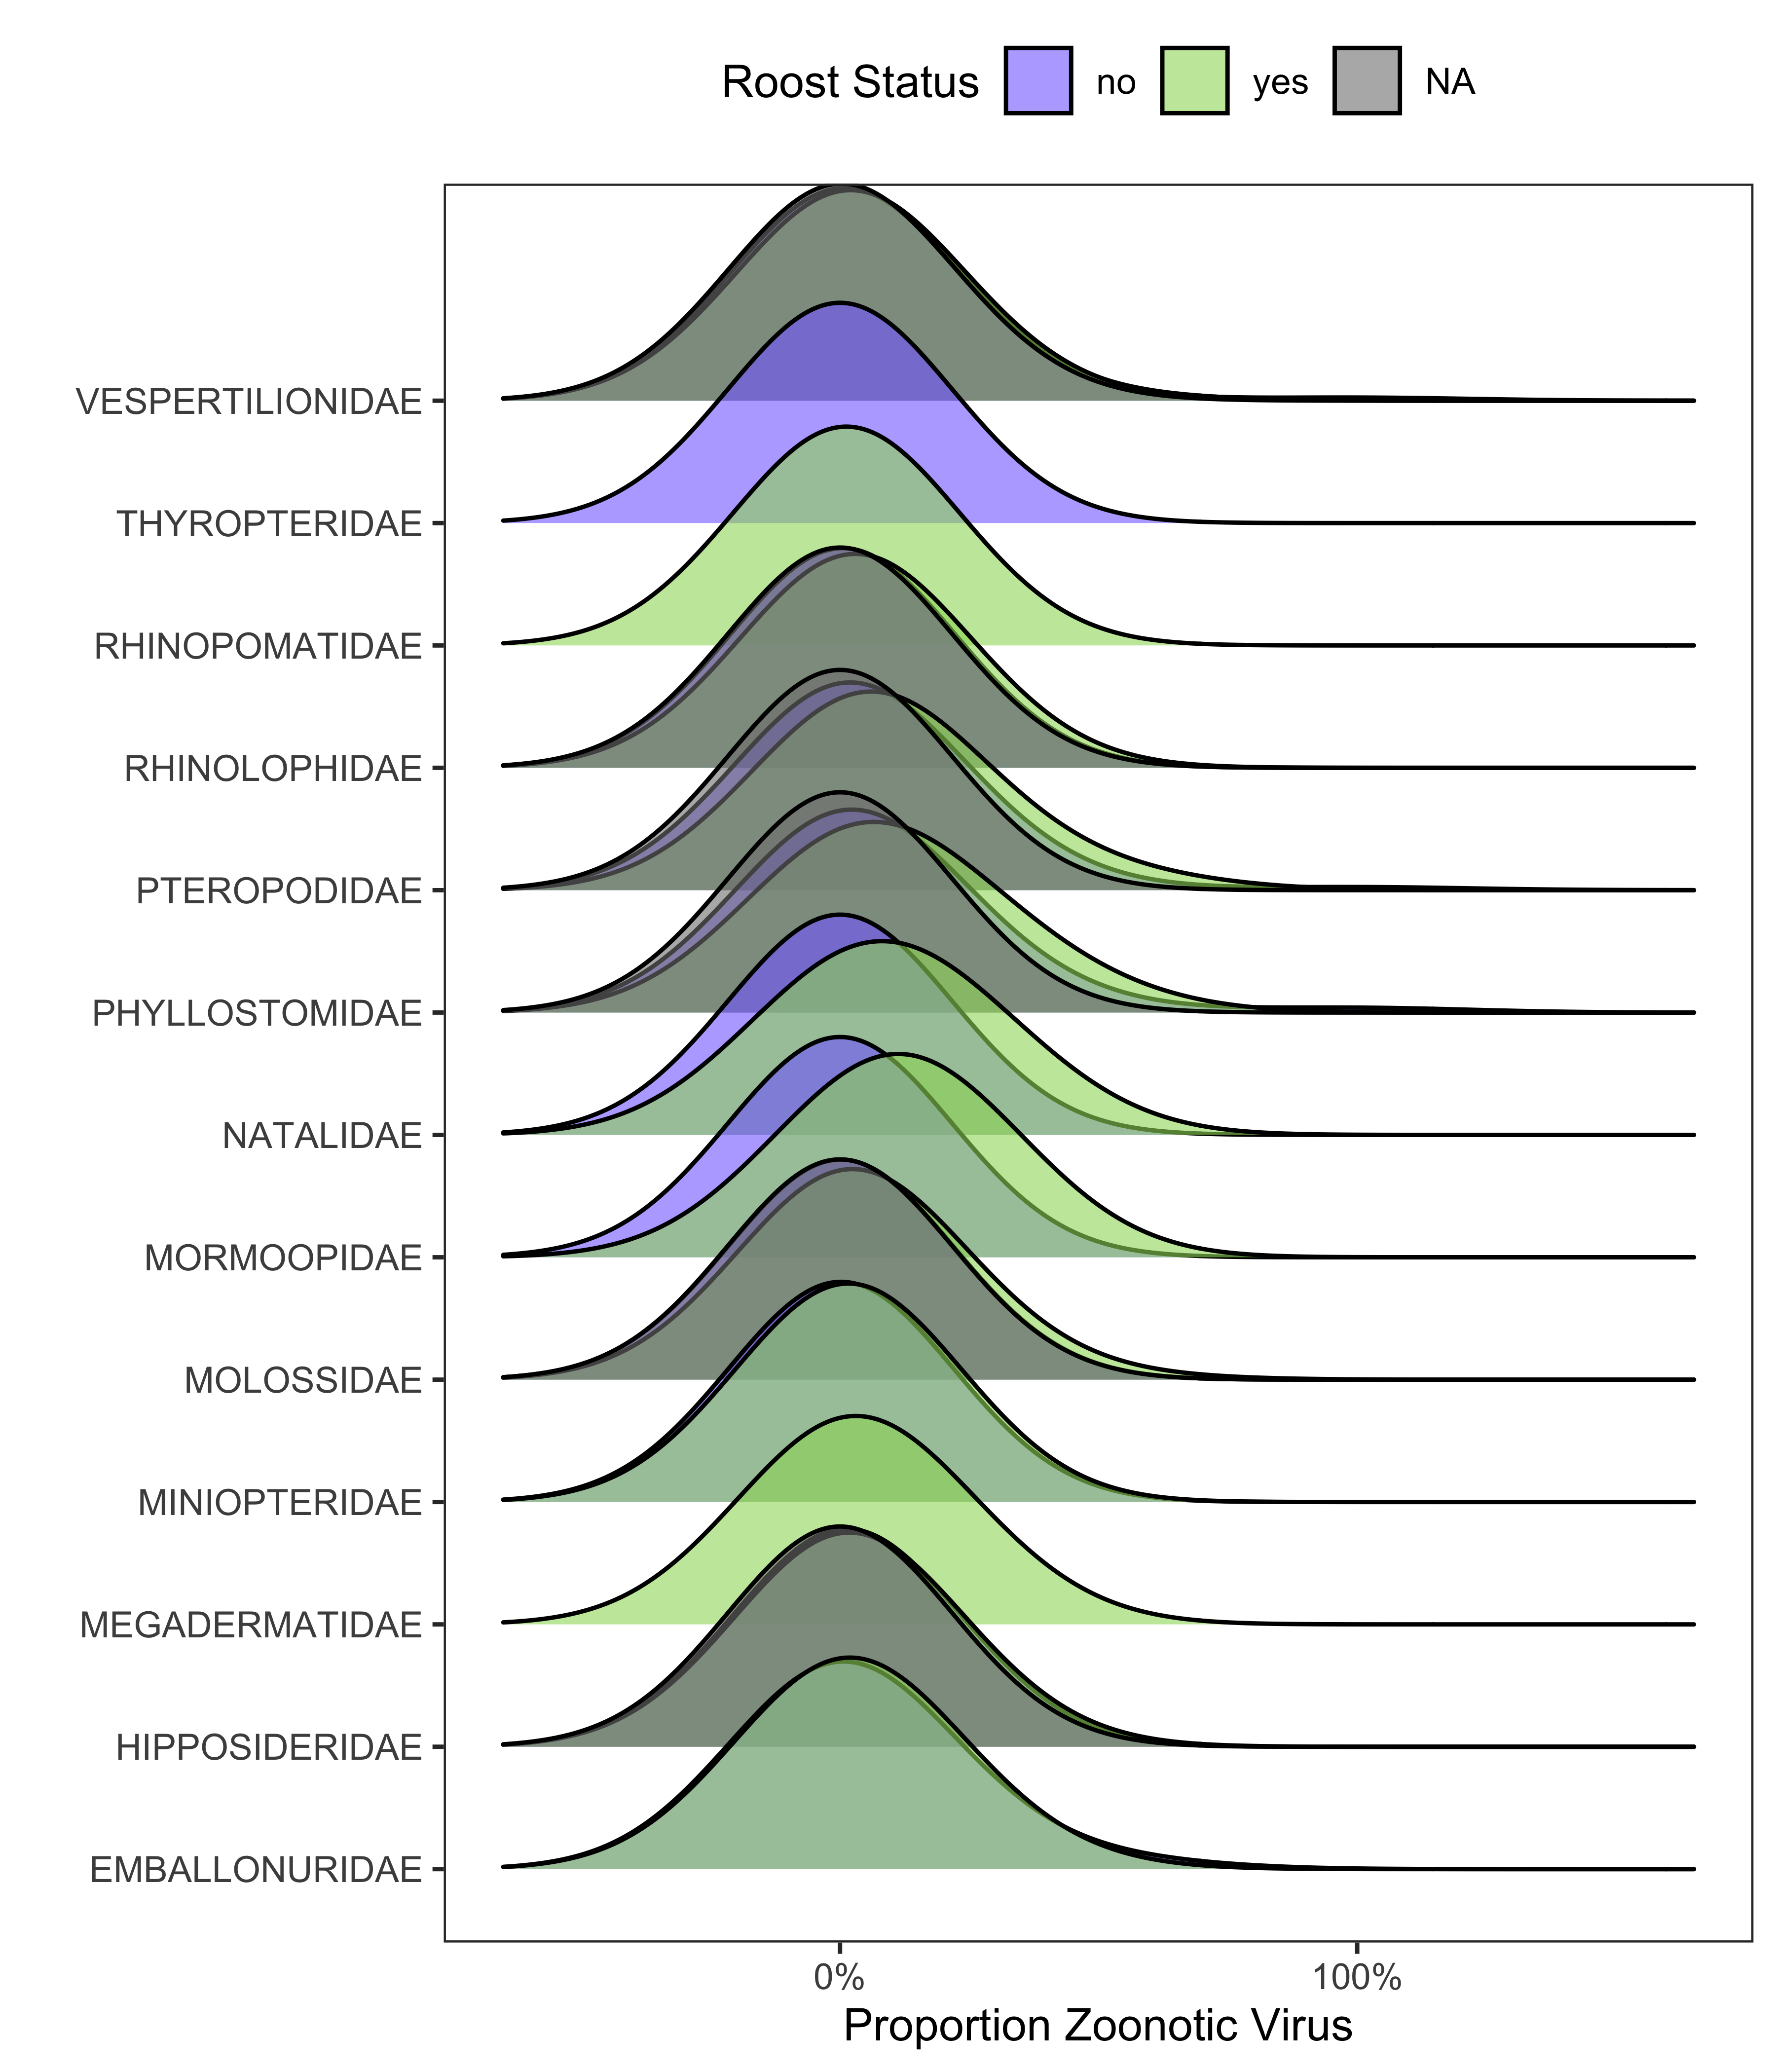 Roost Status no yes NA
VESPERTILIONIDAE
THYROPTERIDAE
RHINOPOMATIDAE
RHINOLOPHIDAE
PTEROPODIDAE
PHYLLOSTOMIDAE
NATALIDAE
MORMOOPIDAE
MOLOSSIDAE
MINIOPTERIDAE
MEGADERMATIDAE
HIPPOSIDERIDAE
EMBALLONURIDAE
0% 100%
Proportion Zoonotic Virus